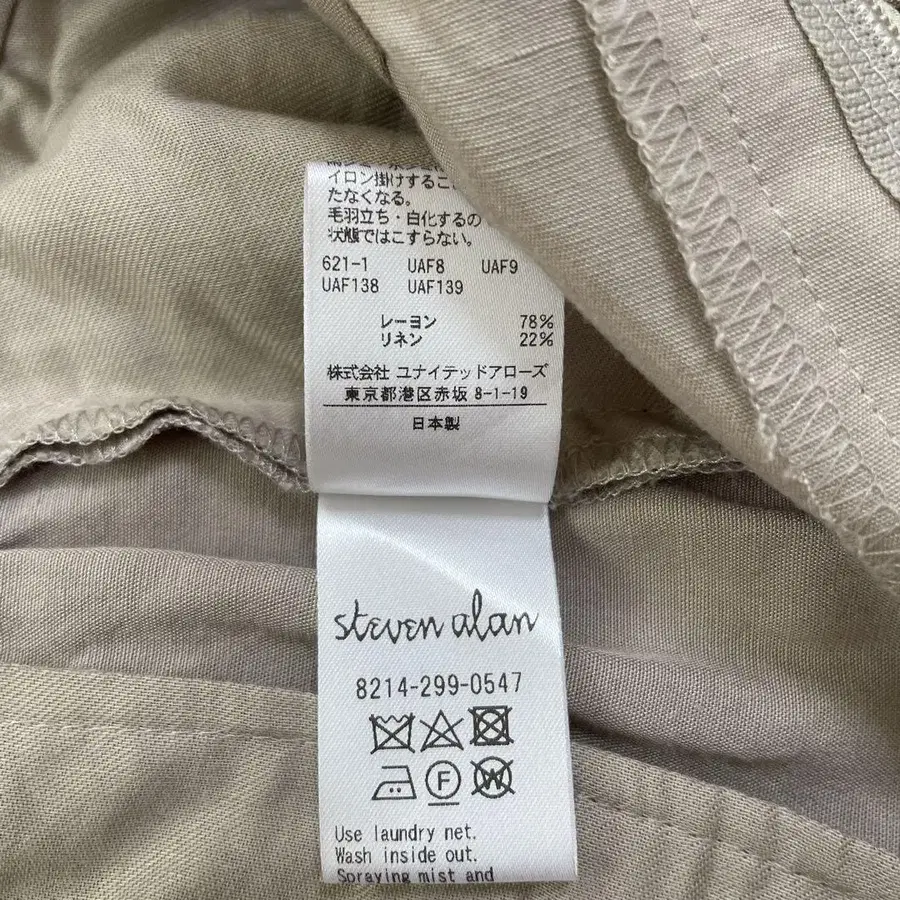 イロン掛けするこ
たなくなる。
毛羽立ち・白化するの
状態ではこすらない。
621-1 UAF8 UAF9
UAF138 UAF139
レーヨン 78%
リネン 22%
株式会社 ユナイテッドアローズ
東京都港区赤坂 8-1-19
日本製
steven alan
8214-299-0547
F W
Use laundry net.
Wash inside out.
Spraying mist and